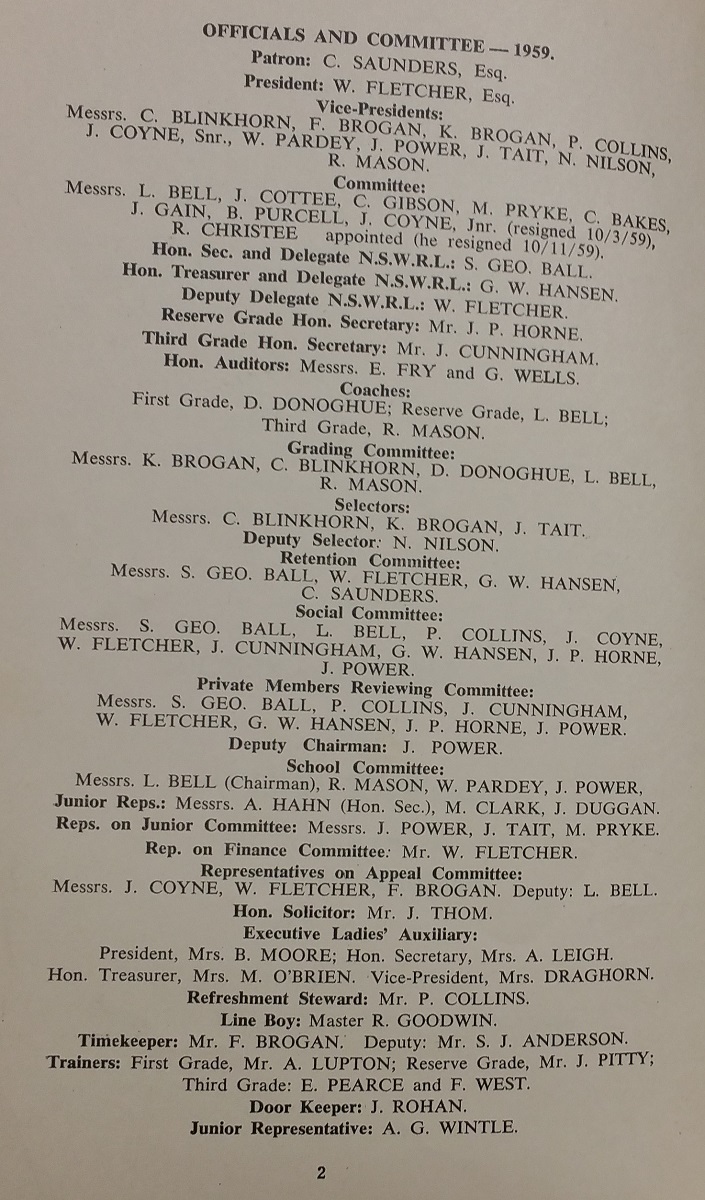 OFFICIALS AND COMMITTEE — 1959.
Patron: C. SAUNDERS, Esq.
President: W. FLETCHER, Esq.
Vice-Presidents:
Messrs. C. BLINKHORN, F. BROGAN, K. BROGAN, P. COLLINS,
J. COYNE, Snr., W. PARDEY, J. POWER, J. TAIT, N. NILSON,
R. MASON.
Committee:
Messrs. L. BELL, J. COTTEE, C. GIBSON, M. PRYKE, C. BAKES,
J. GAIN, B. PURCELL, J. COYNE, Jnr. (resigned 10/3/59),
R. CHRISTEE appointed (he resigned 10/11/59).
Hon. Sec. and Delegate N.S.W.R.L.: S. GEO. BALL.
Hon. Treasurer and Delegate N.S.W.R.L.: G. W. HANSEN.
Deputy Delegate N.S.W.R.L.: W. FLETCHER.
Reserve Grade Hon. Secretary: Mr. J. P. HORNE.
Third Grade Hon. Secretary: Mr. J. CUNNINGHAM.
Hon. Auditors: Messrs. E. FRY and G. WELLS.
Coaches:
First Grade, D. DONOGHUE; Reserve Grade, L. BELL;
Third Grade, R. MASON.
Grading Committee:
Messrs. K. BROGAN, C. BLINKHORN, D. DONOGHUE, L. BELL,
R. MASON.
Selectors:
Messrs. C. BLINKHORN, K. BROGAN, J. TAIT.
Deputy Selector: N. NILSON.
Retention Committee:
Messrs. S. GEO. BALL, W. FLETCHER, G. W. HANSEN,
C. SAUNDERS.
Social Committee:
Messrs. S. GEO. BALL, L. BELL, P. COLLINS, J. COYNE,
W. FLETCHER, J. CUNNINGHAM, G. W. HANSEN, J. P. HORNE,
J. POWER.
Private Members Reviewing Committee:
Messrs. S. GEO. BALL, P. COLLINS, J. CUNNINGHAM,
W. FLETCHER, G. W. HANSEN, J. P. HORNE, J. POWER.
Deputy Chairman: J. POWER.
School Committee:
Messrs. L. BELL (Chairman), R. MASON, W. PARDEY, J. POWER,
Junior Reps.: Messrs. A. HAHN (Hon. Sec.), M. CLARK, J. DUGGAN.
Reps. on Junior Committee: Messrs. J. POWER, J. TAIT, M. PRYKE.
Rep. on Finance Committee: Mr. W. FLETCHER.
Representatives on Appeal Committee:
Messrs. J. COYNE, W. FLETCHER, F. BROGAN. Deputy: L. BELL.
Hon. Solicitor: Mr. J. THOM.
Executive Ladies' Auxiliary:
President, Mrs. B. MOORE; Hon. Secretary, Mrs. A. LEIGH.
Hon. Treasurer, Mrs. M. O'BRIEN. Vice-President, Mrs. DRAGHORN.
Refreshment Steward: Mr. P. COLLINS.
Line Boy: Master R. GOODWIN.
Timekeeper: Mr. F. BROGAN. Deputy: Mr. S. J. ANDERSON.
Trainers: First Grade, Mr. A. LUPTON; Reserve Grade, Mr. J. PITTY;
Third Grade: E. PEARCE and F. WEST.
Door Keeper: J. ROHAN.
Junior Representative: A. G. WINTLE.
2